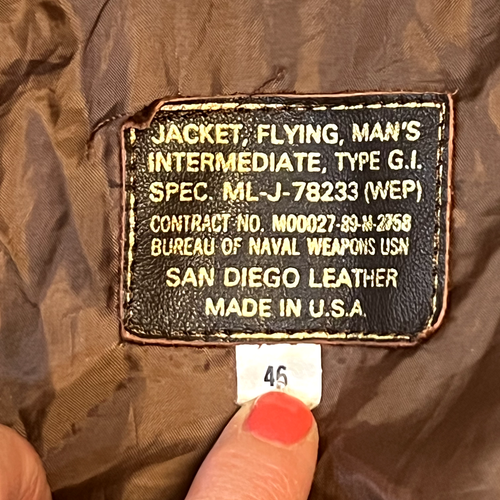 JACKET, FLYING, MAN'S
INTERMEDIATE, TYPE G.I.
SPEC. ML-J-78233 (WEP)
CONTRACT NO. M00027-89-M-2758
BUREAU OF NAVAL WEAPONS USN
SAN DIEGO LEATHER
MADE IN U.S.A.
46